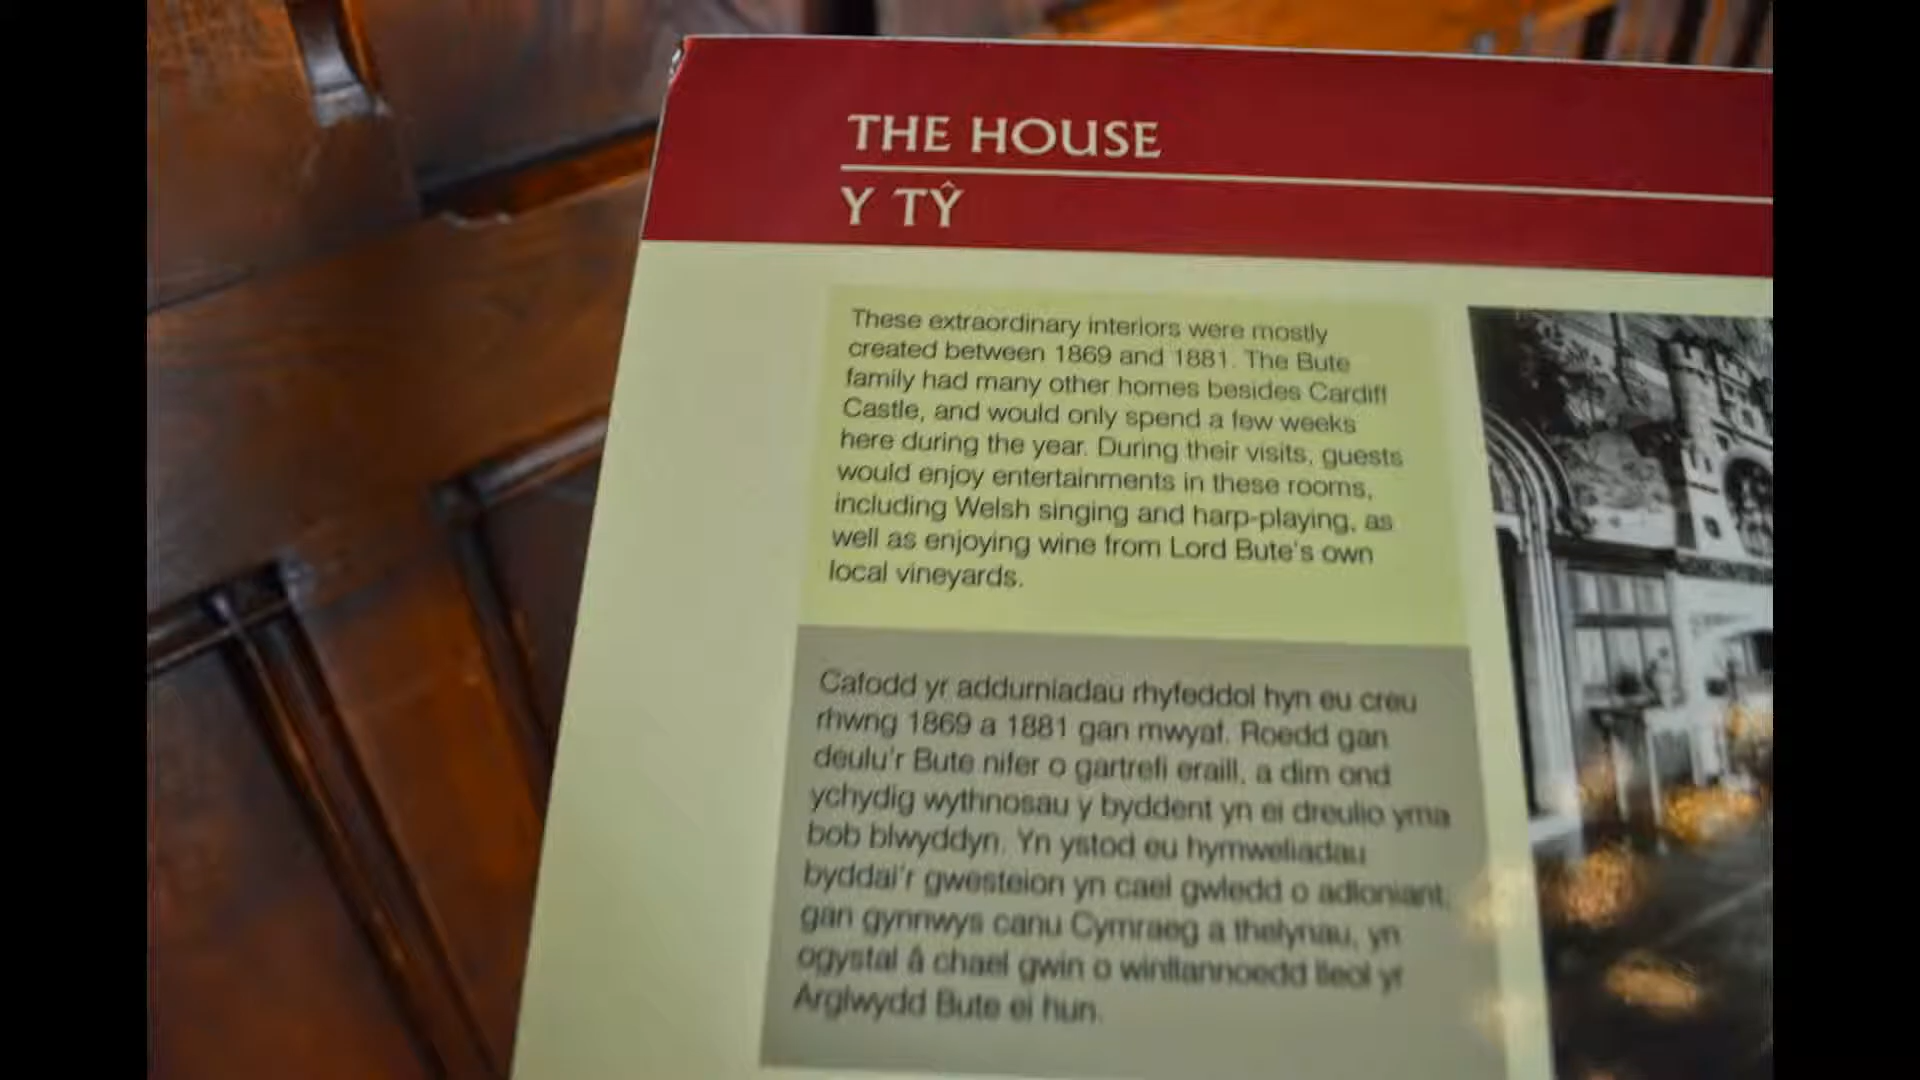 THE HOUSE
Y TŶ
These extraordinary interiors were mostly
created between 1869 and 1881. The Bute
family had many other homes besides Cardiff
Castle, and would only spend a few weeks
here during the year. During their visits, guests
would enjoy entertainments in these rooms,
including Welsh singing and harp-playing, as
well as enjoying wine from Lord Bute's own
local vineyards.
Cafodd yr addurniadau rhyfeddol hyn eu creu
rhwng 1869 a 1881 gan mwyaf. Roedd gan
deulu'r Bute nifer o gartrefi eraill, a dim ond
ychydig wythnosau y byddent yn ei dreulio yma
bob blwyddyn. Yn ystod eu hymweliadau
byddai'r gwesteion yn cael gwledd o adloniant,
gan gynnwys canu Cymraeg a thelynau, yn
ogystal â chael gwin o winllannoedd lleol yr
Arglwydd Bute ei hun.